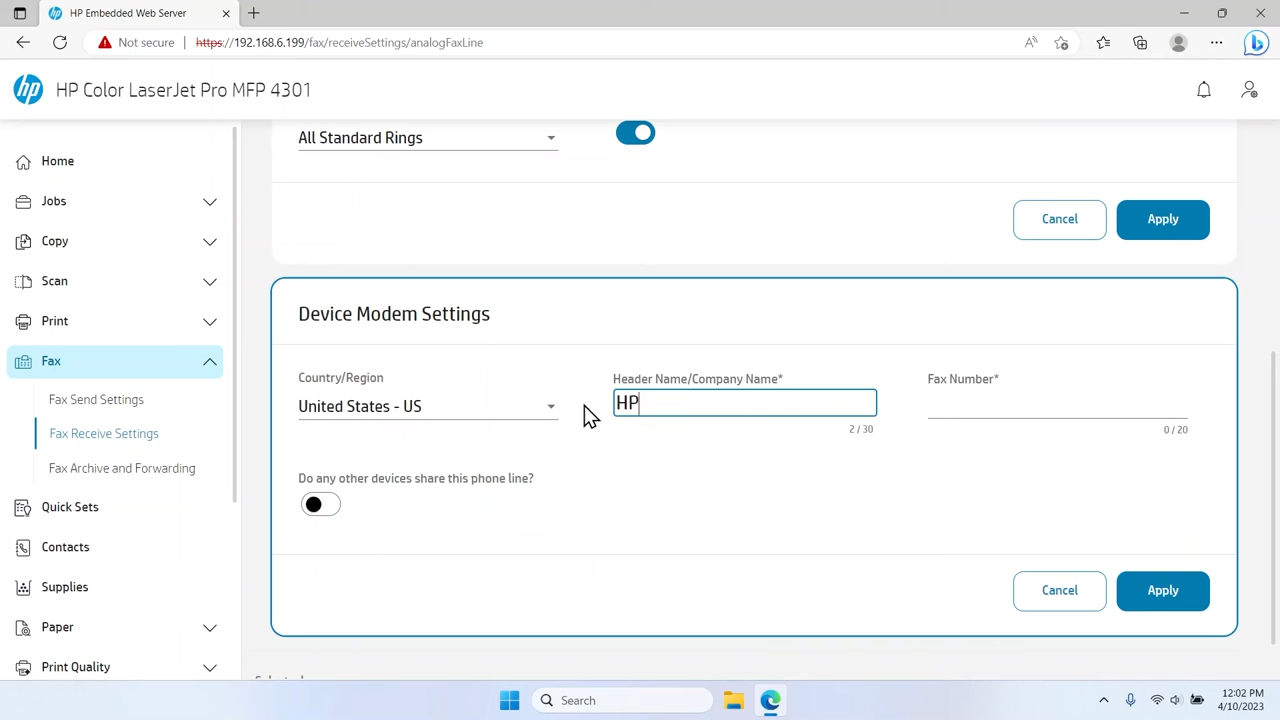 HP Embedded Web Server
Not secure https://192.168.6.199/fax/receiveSettings/analogFaxLine
hp HP Color LaserJet Pro MFP 4301
Home
Jobs
Copy
Scan
Print
Fax
Fax Send Settings
Fax Receive Settings
Fax Archive and Forwarding
Quick Sets
Contacts
Supplies
Paper
Print Quality
All Standard Rings
Cancel Apply
Device Modem Settings
Country/Region Header Name/Company Name* Fax Number*
United States - US HP
2 / 30 0 / 20
Do any other devices share this phone line?
Cancel Apply
Search
12:02 PM
4/10/2023